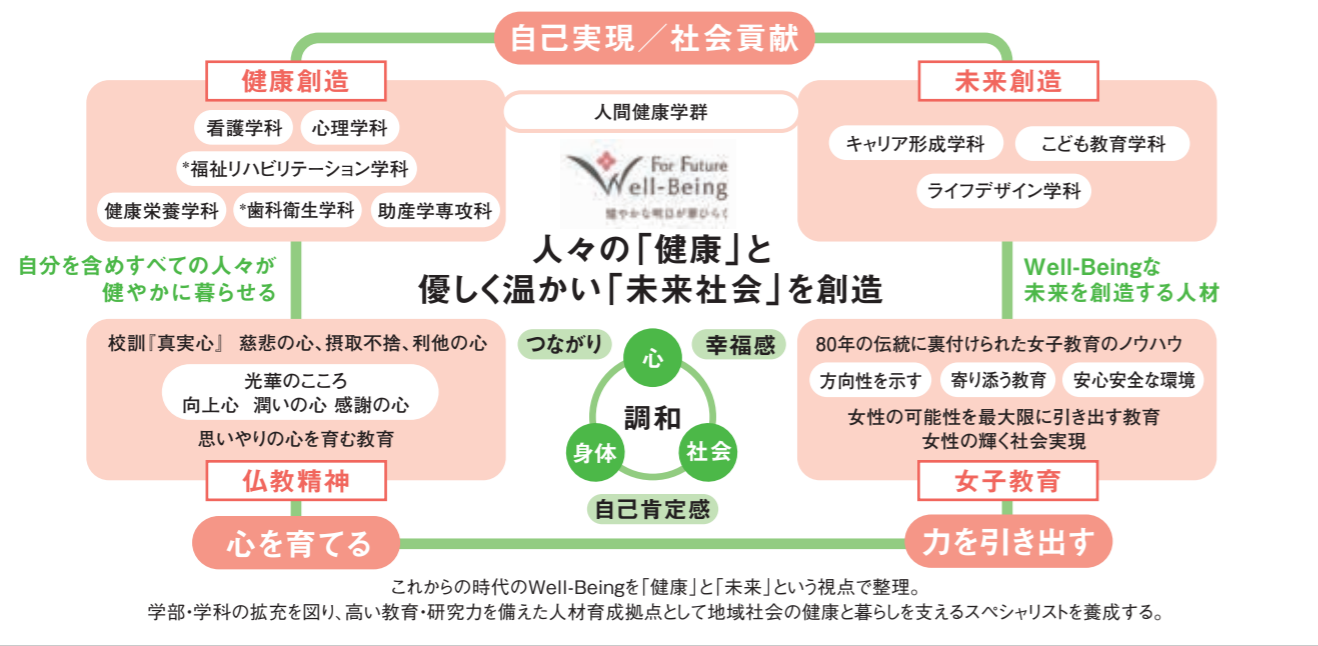 自己実現／社会貢献
健康創造
看護学科 心理学科
*福祉リハビリテーション学科
健康栄養学科 *歯科衛生学科 助産学専攻科
人間健康学群
未来創造
キャリア形成学科 こども教育学科
ライフデザイン学科
For Future
Well-Being
健やかな明日が夢ひらく
人々の「健康」と
優しく温かい「未来社会」を創造
自分を含めすべての人々が
健やかに暮らせる
Well-Beingな
未来を創造する人材
校訓『真実心』 慈悲の心、摂取不捨、利他の心
光華のこころ
向上心 潤いの心 感謝の心
思いやりの心を育む教育
仏教精神
心を育てる
つながり
心
幸福感
調和
身体
社会
自己肯定感
80年の伝統に裏付けられた女子教育のノウハウ
方向性を示す 寄り添う教育 安心安全な環境
女性の可能性を最大限に引き出す教育
女性の輝く社会実現
女子教育
力を引き出す
これからの時代のWell-Beingを「健康」と「未来」という視点で整理。
学部・学科の拡充を図り、高い教育・研究力を備えた人材育成拠点として地域社会の健康と暮らしを支えるスペシャリストを養成する。